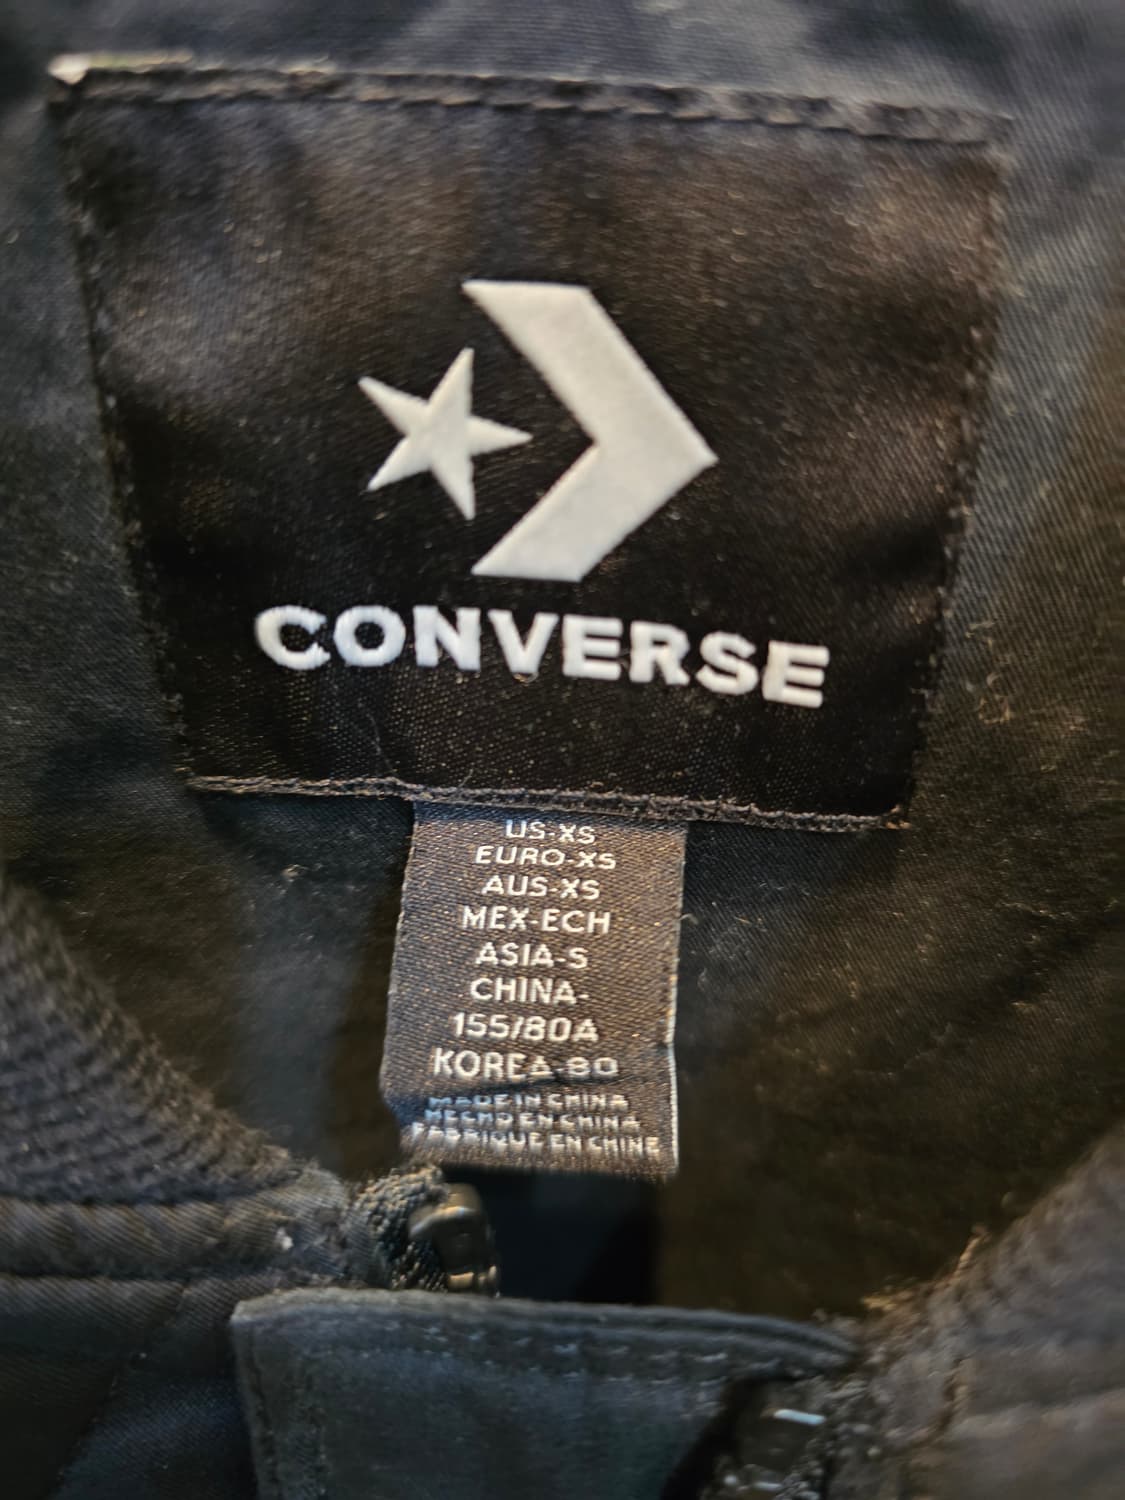 CONVERSE
US-XS
EURO-XS
AUS-XS
MEX-ECH
ASIA-S
CHINA-
155/80A
KOREA-80
MADE IN CHINA
HECHO EN CHINA
FABRIQUE EN CHINE